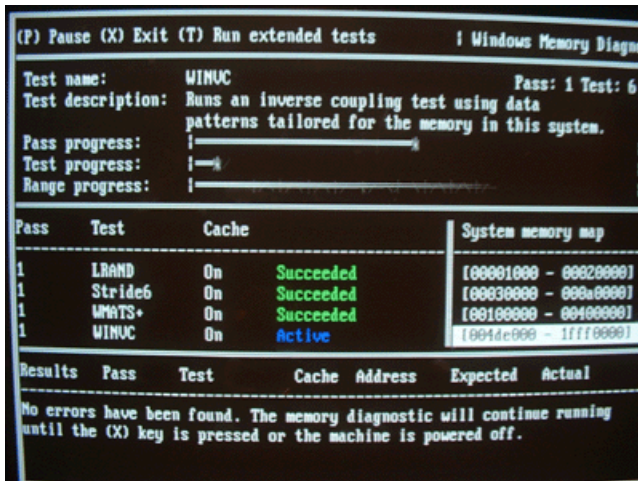 (P) Pause (X) Exit (T) Run extended tests | Windows Memory Diagn
Test name: WINVC Pass: 1 Test: 6
Test description: Runs an inverse coupling test using data
patterns tailored for the memory in this system.
Pass progress:
Test progress:
Range progress:
Pass Test Cache System memory map
1 LRAND On Succeeded [00001000 - 00020000]
1 Stride6 On Succeeded [00030000 - 000a0000]
1 WMATS+ On Succeeded [00100000 - 00400000]
1 WINVC On Active [004de000 - 1fff0000]
Results Pass Test Cache Address Expected Actual
No errors have been found. The memory diagnostic will continue running
until the (X) key is pressed or the machine is powered off.